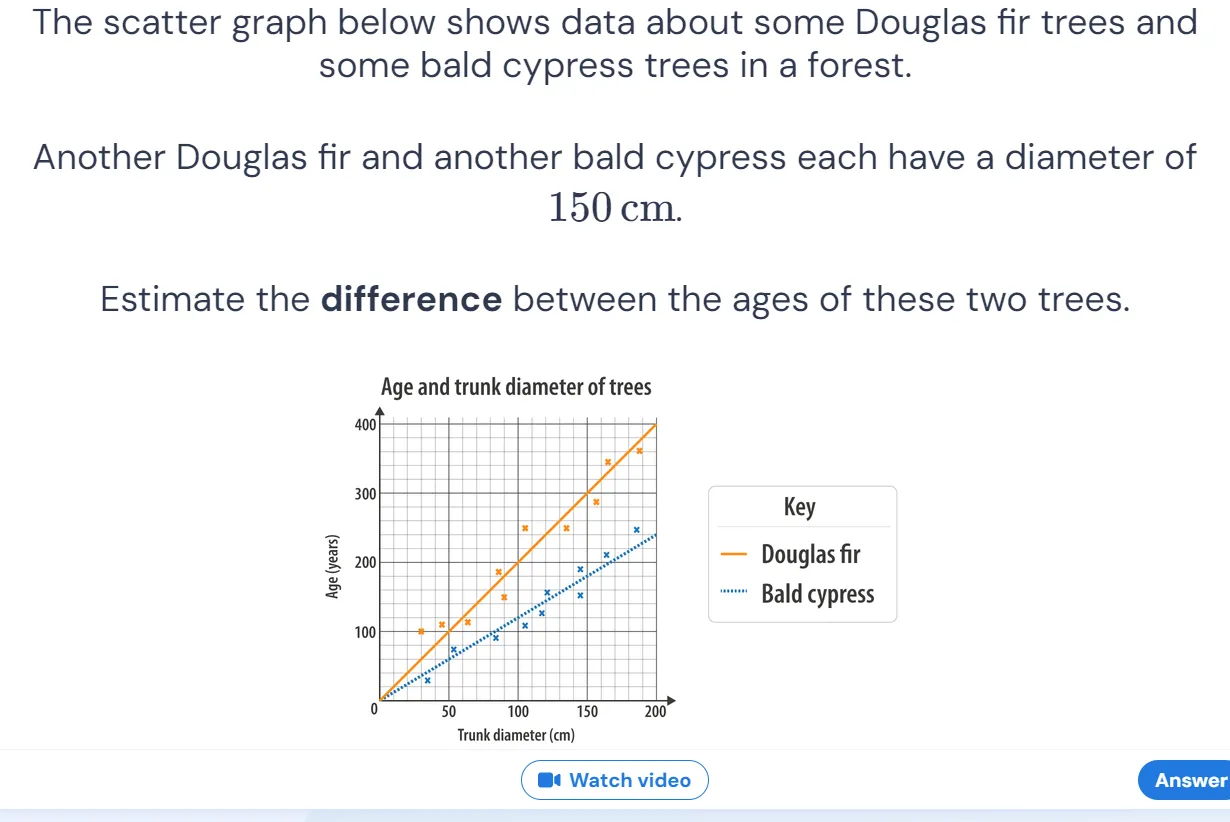 The scatter graph below shows data about some Douglas fir trees and
some bald cypress trees in a forest.
Another Douglas fir and another bald cypress each have a diameter of
150 cm.
Estimate the difference between the ages of these two trees.
Age and trunk diameter of trees
400
300
200
100
0
50
100
150
200
Age (years)
Trunk diameter (cm)
Key
Douglas fir
Bald cypress
Watch video
Answer